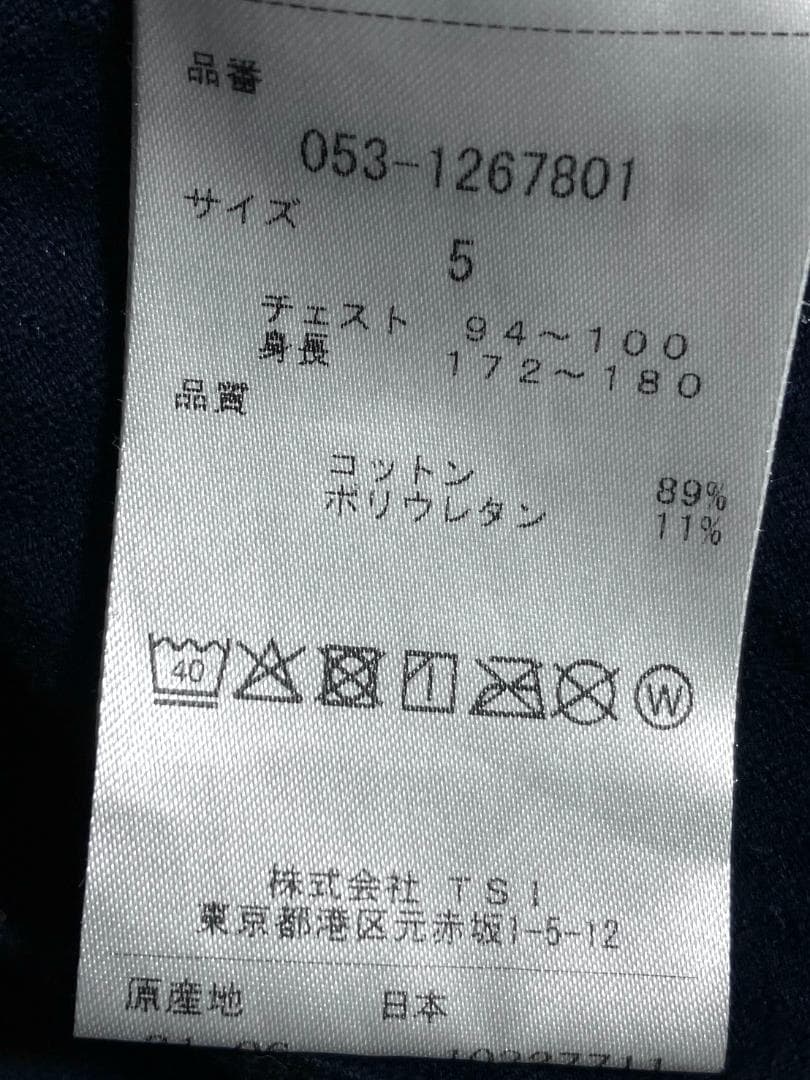 品番
053-1267801
サイズ
5
チェスト 94～100
身長 172～180
品質
コットン 89%
ポリウレタン 11%
40 W
株式会社 TSI
東京都港区元赤坂1-5-12
原産地 日本